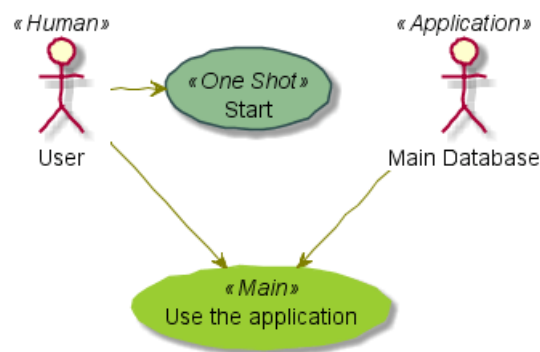 «Human»
User
«One Shot»
Start
«Application»
Main Database
«Main»
Use the application